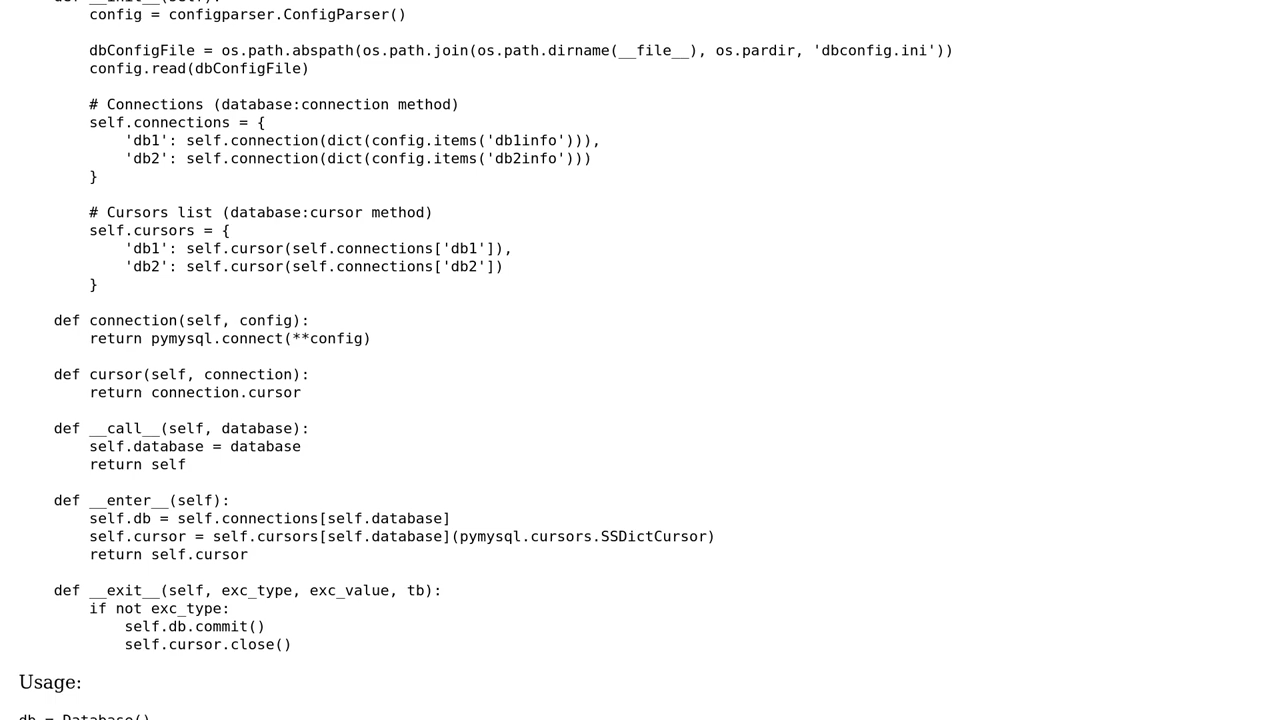 def __init__(self):
config = configparser.ConfigParser()
dbConfigFile = os.path.abspath(os.path.join(os.path.dirname(__file__), os.pardir, 'dbconfig.ini'))
config.read(dbConfigFile)
# Connections (database:connection method)
self.connections = {
'db1': self.connection(dict(config.items('db1info'))),
'db2': self.connection(dict(config.items('db2info')))
}
# Cursors list (database:cursor method)
self.cursors = {
'db1': self.cursor(self.connections['db1']),
'db2': self.cursor(self.connections['db2'])
}
def connection(self, config):
return pymysql.connect(**config)
def cursor(self, connection):
return connection.cursor
def __call__(self, database):
self.database = database
return self
def __enter__(self):
self.db = self.connections[self.database]
self.cursor = self.cursors[self.database](pymysql.cursors.SSDictCursor)
return self.cursor
def __exit__(self, exc_type, exc_value, tb):
if not exc_type:
self.db.commit()
self.cursor.close()
Usage:
db = Database()